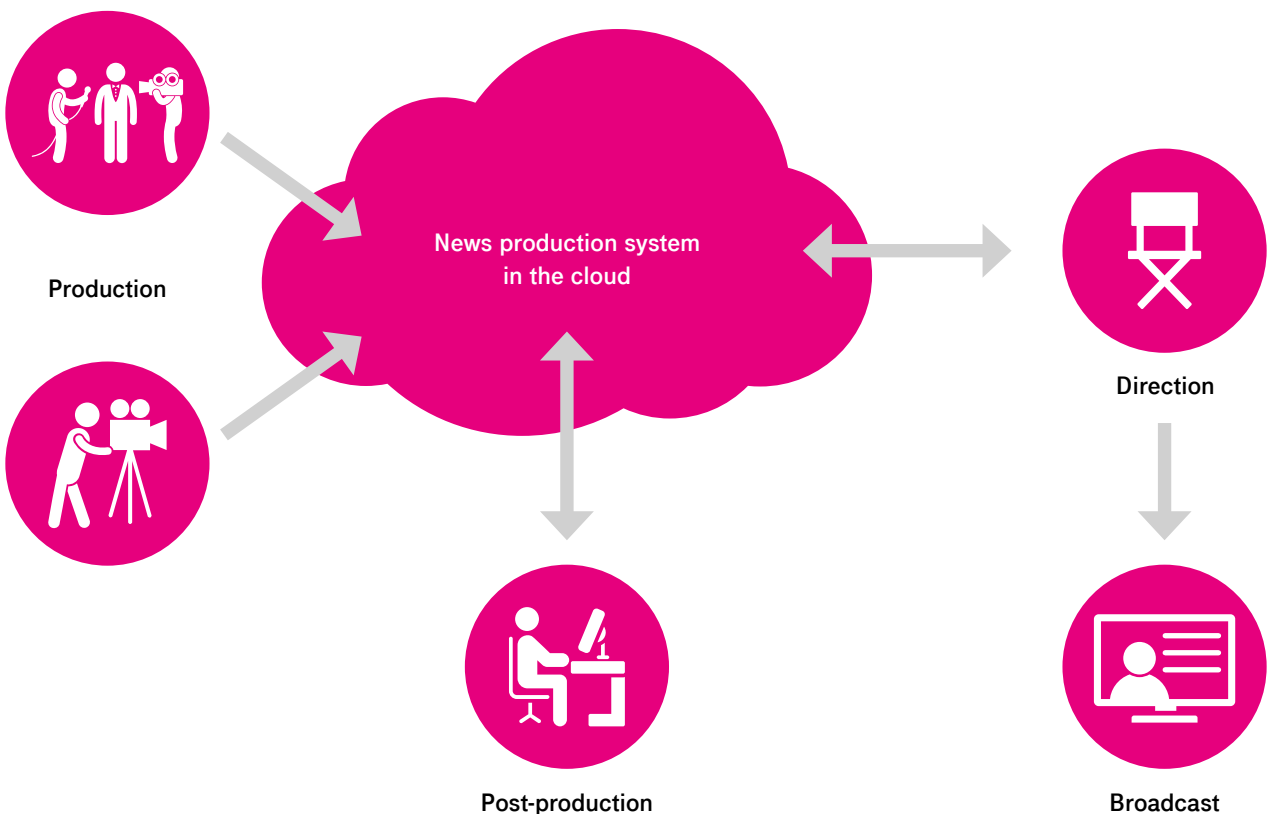 News production system
in the cloud
Production
Direction
Post-production
Broadcast